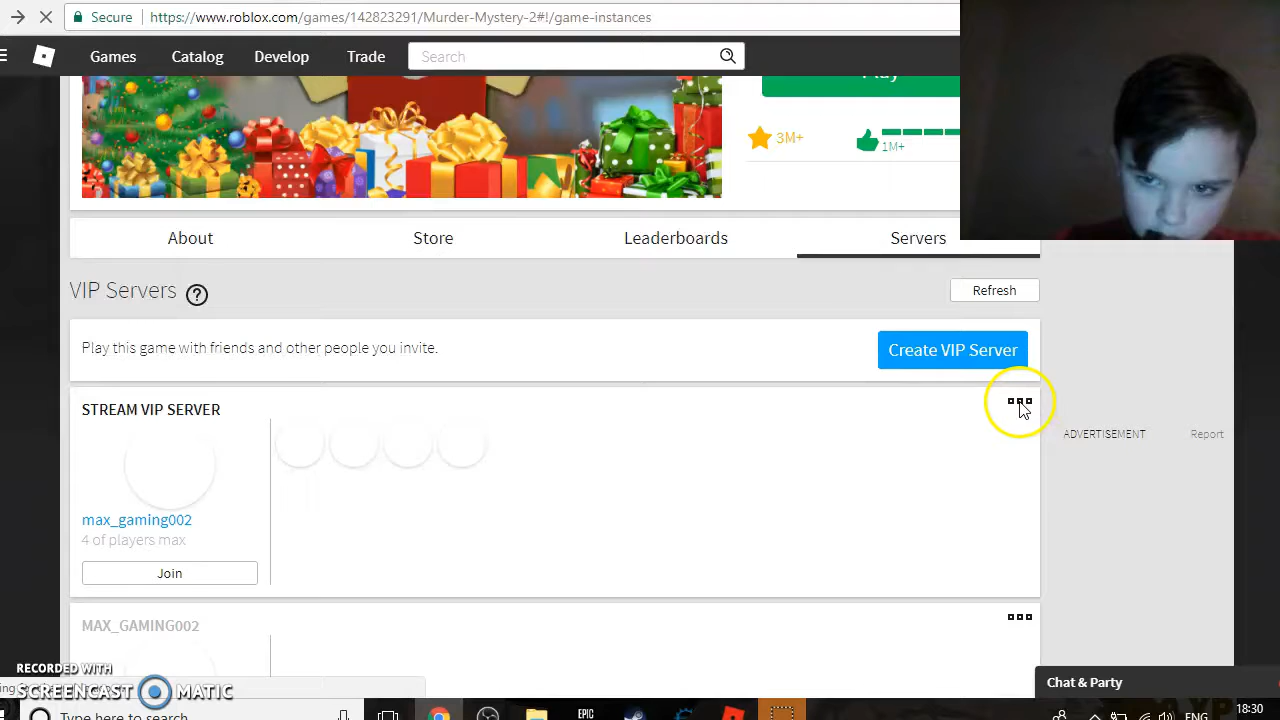 Secure https://www.roblox.com/games/142823291/Murder-Mystery-2#!/game-instances
Games Catalog Develop Trade Search
Play
3M+
1M+
About Store Leaderboards Servers
VIP Servers ? Refresh
Play this game with friends and other people you invite. Create VIP Server
STREAM VIP SERVER
ADVERTISEMENT Report
max_gaming002
4 of players max
Join
MAX_GAMING002
RECORDED WITH
SCREENCAST MATIC
Chat & Party
Type here to search
EPIC
ENG
18:30